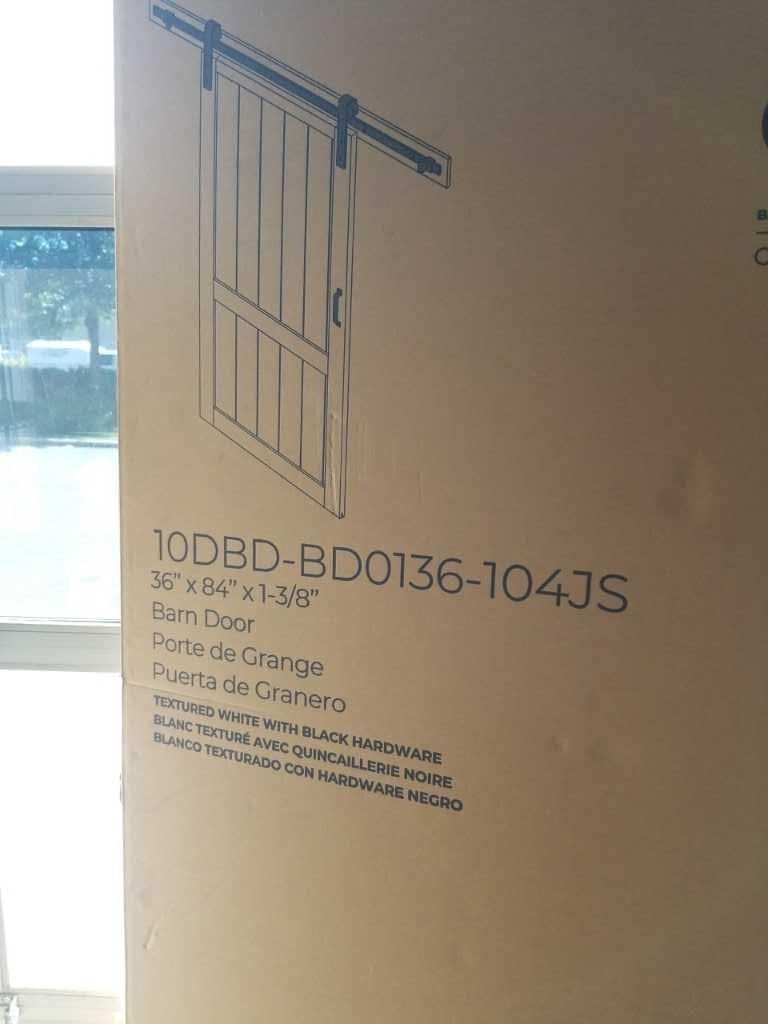 10DBD-BD0136-104JS
36" x 84" x 1-3/8"
Barn Door
Porte de Grange
Puerta de Granero
TEXTURED WHITE WITH BLACK HARDWARE
BLANC TEXTURÉ AVEC QUINCAILLERIE NOIRE
BLANCO TEXTURADO CON HARDWARE NEGRO